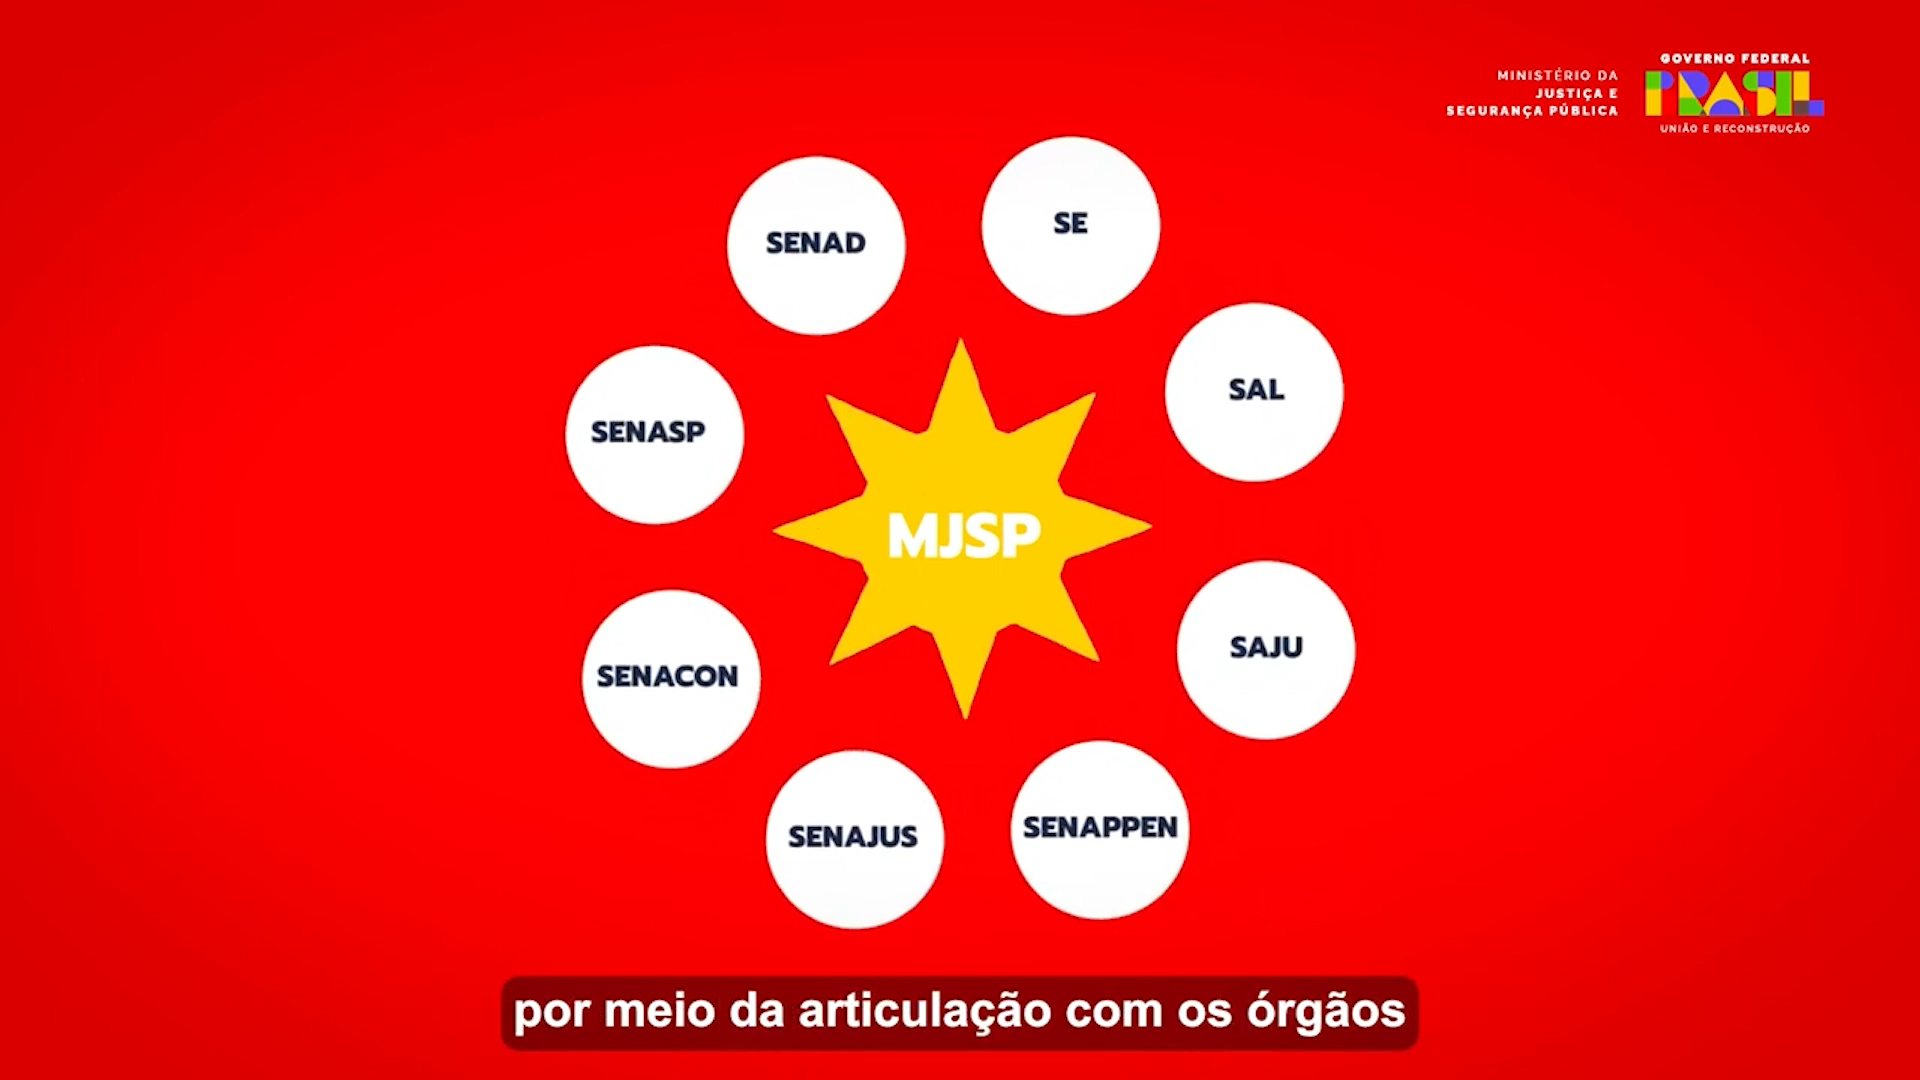 GOVERNO FEDERAL
MINISTÉRIO DA
JUSTIÇA E
SEGURANÇA PÚBLICA
BRASIL
UNIÃO E RECONSTRUÇÃO
SENAD
SE
SAL
SENASP
MJSP
SAJU
SENACON
SENAJUS
SENAPPEN
por meio da articulação com os órgãos